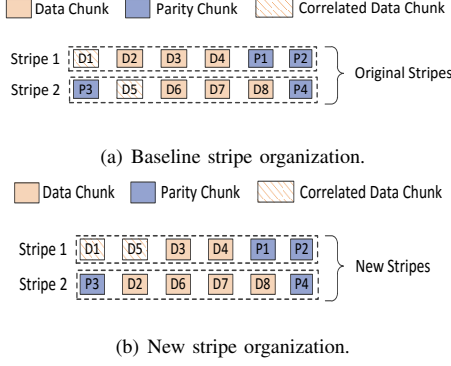 Data Chunk Parity Chunk Correlated Data Chunk
Stripe 1 D1 D2 D3 D4 P1 P2
Original Stripes
Stripe 2 P3 D5 D6 D7 D8 P4
(a) Baseline stripe organization.
Data Chunk Parity Chunk Correlated Data Chunk
Stripe 1 D1 D5 D3 D4 P1 P2
New Stripes
Stripe 2 P3 D2 D6 D7 D8 P4
(b) New stripe organization.